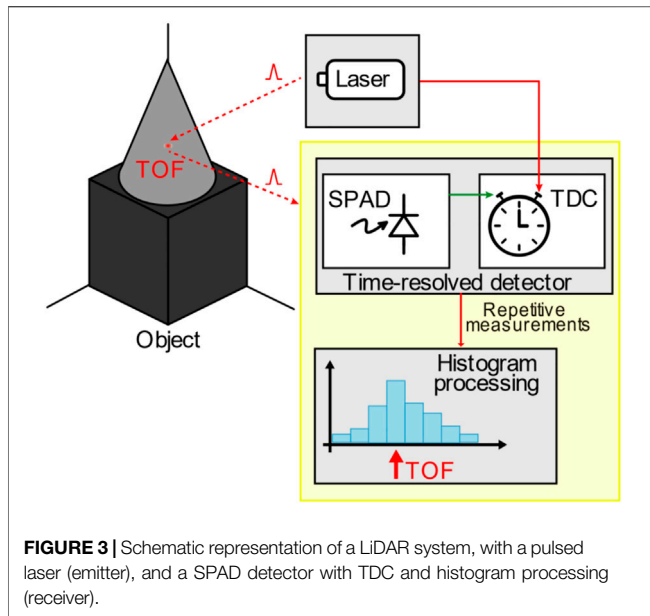 Laser
TOF
SPAD
TDC
Time-resolved detector
Object
Repetitive
measurements
Histogram
processing
TOF
FIGURE 3 | Schematic representation of a LiDAR system, with a pulsed
laser (emitter), and a SPAD detector with TDC and histogram processing
(receiver).